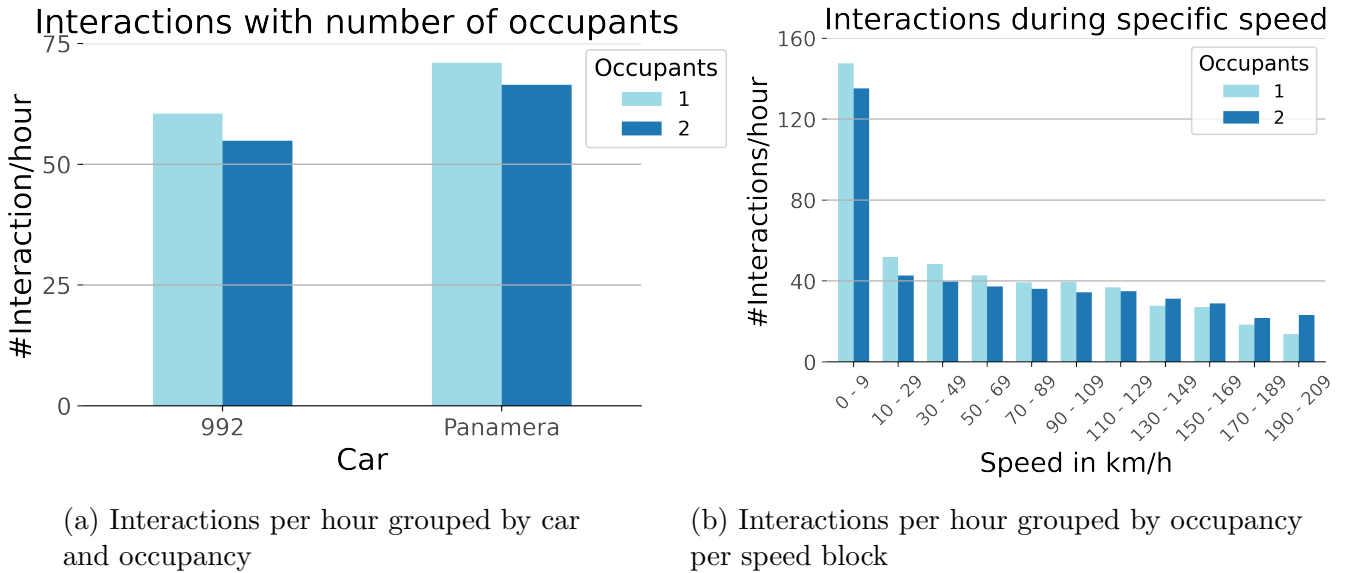 Interactions with number of occupants
#Interaction/hour
75
50
25
0
Occupants
1
2
992
Panamera
Car
(a) Interactions per hour grouped by car
and occupancy
Interactions during specific speed
#Interactions/hour
160
120
80
40
0
Occupants
1
2
0 - 9
10 - 29
30 - 49
50 - 69
70 - 89
90 - 109
110 - 129
130 - 149
150 - 169
170 - 189
190 - 209
Speed in km/h
(b) Interactions per hour grouped by occupancy
per speed block